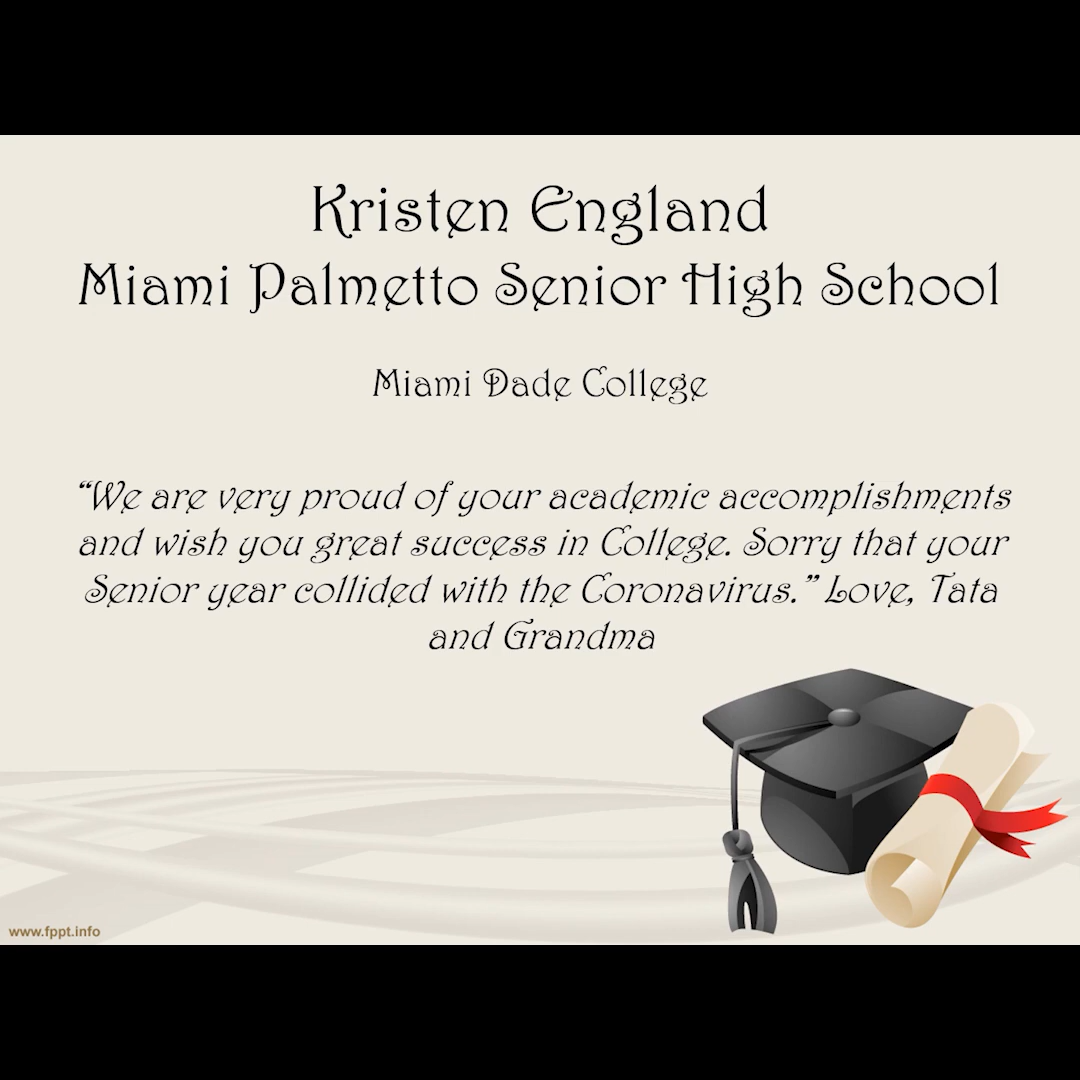 Kristen England
Miami Palmetto Senior High School
Miami Dade College
“We are very proud of your academic accomplishments
and wish you great success in College. Sorry that your
Senior year collided with the Coronavirus.” Love, Tata
and Grandma
www.fppt.info